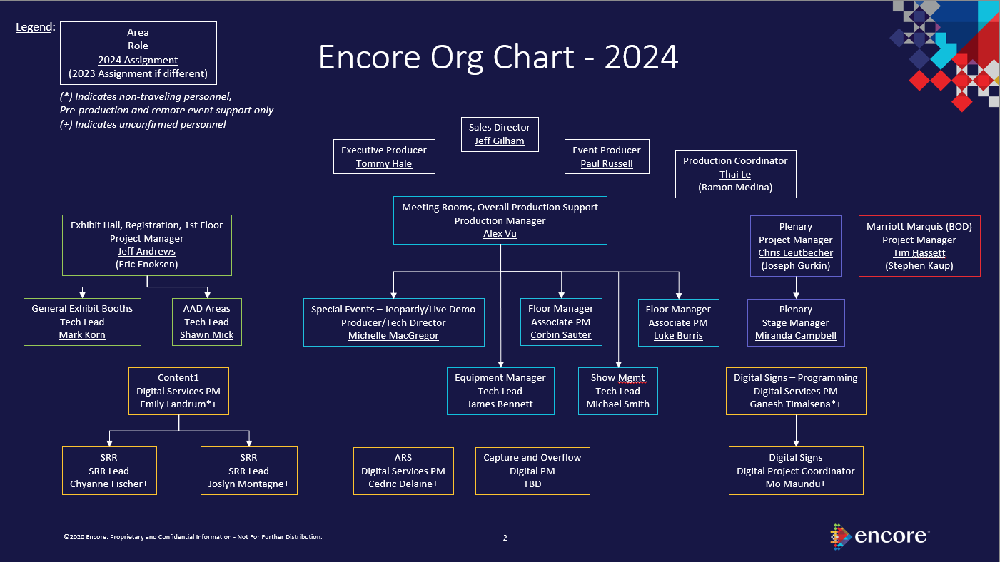 Legend:
Area
Role
2024 Assignment
(2023 Assignment if different)
(*) Indicates non-traveling personnel,
Pre-production and remote event support only
(+) Indicates unconfirmed personnel
Encore Org Chart - 2024
Sales Director
Jeff Gilham
Executive Producer
Tommy Hale
Event Producer
Paul Russell
Production Coordinator
Thai Le
(Ramon Medina)
Meeting Rooms, Overall Production Support
Production Manager
Alex Vu
Exhibit Hall, Registration, 1st Floor
Project Manager
Jeff Andrews
(Eric Enoksen)
Plenary
Project Manager
Chris Leutbecher
(Joseph Gurkin)
Marriott Marquis (BOD)
Project Manager
Tim Hassett
(Stephen Kaup)
General Exhibit Booths
Tech Lead
Mark Korn
AAD Areas
Tech Lead
Shawn Mick
Special Events – Jeopardy/Live Demo
Producer/Tech Director
Michelle MacGregor
Floor Manager
Associate PM
Corbin Sauter
Floor Manager
Associate PM
Luke Burris
Plenary
Stage Manager
Miranda Campbell
Content1
Digital Services PM
Emily Landrum*+
Equipment Manager
Tech Lead
James Bennett
Show Mgmt
Tech Lead
Michael Smith
Digital Signs – Programming
Digital Services PM
Ganesh Timalsena*+
SRR
SRR Lead
Chyanne Fischer+
SRR
SRR Lead
Joslyn Montagne+
ARS
Digital Services PM
Cedric Delaine+
Capture and Overflow
Digital PM
TBD
Digital Signs
Digital Project Coordinator
Mo Maundu+
©2020 Encore. Proprietary and Confidential Information - Not For Further Distribution.
2
encore™